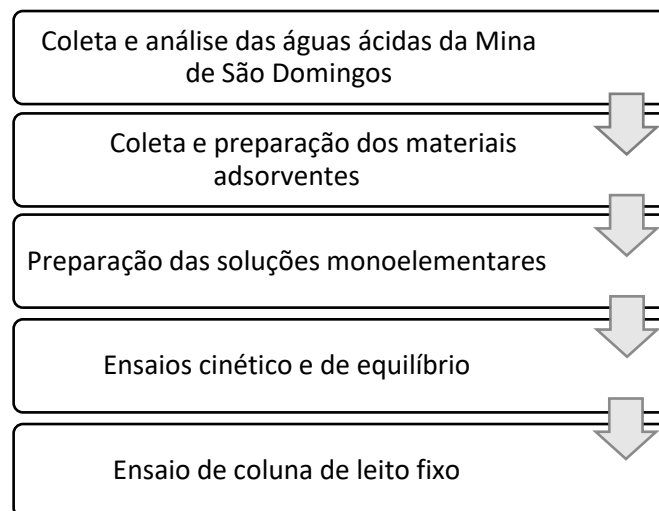 Coleta e análise das águas ácidas da Mina
de São Domingos
Coleta e preparação dos materiais
adsorventes
Preparação das soluções monoelementares
Ensaios cinético e de equilíbrio
Ensaio de coluna de leito fixo